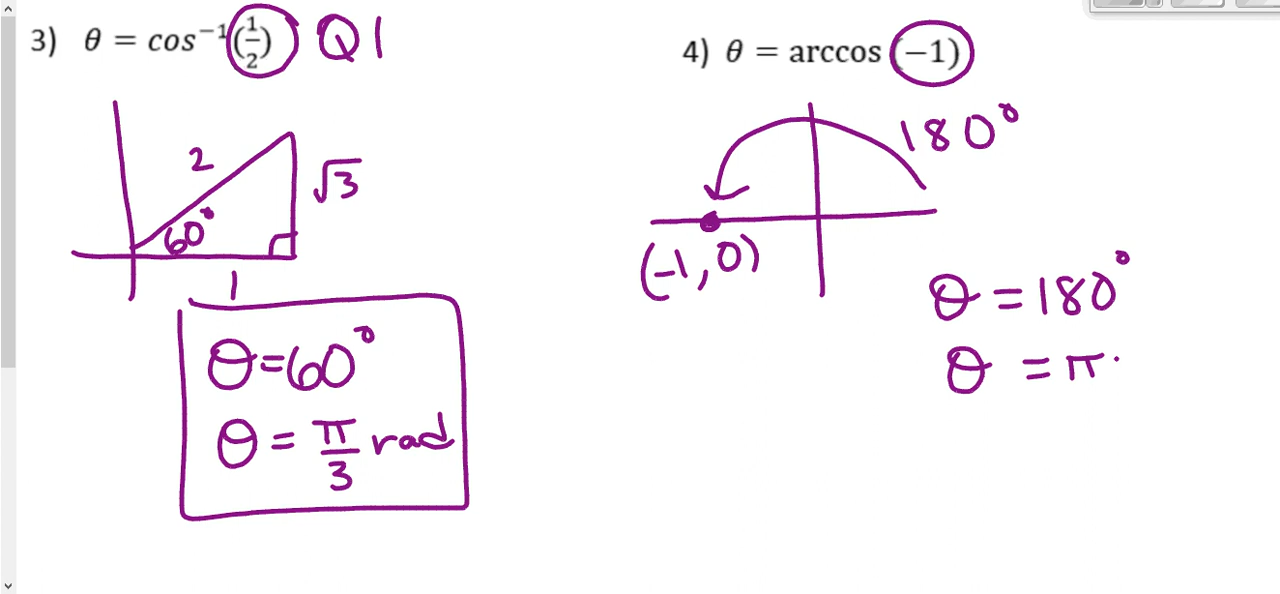 3) θ = cos⁻¹(1/2) Q1
2
√3
60°
1
θ=60°
θ = π/3 rad
4) θ = arccos (−1)
180°
(-1,0)
θ =180°
θ = π